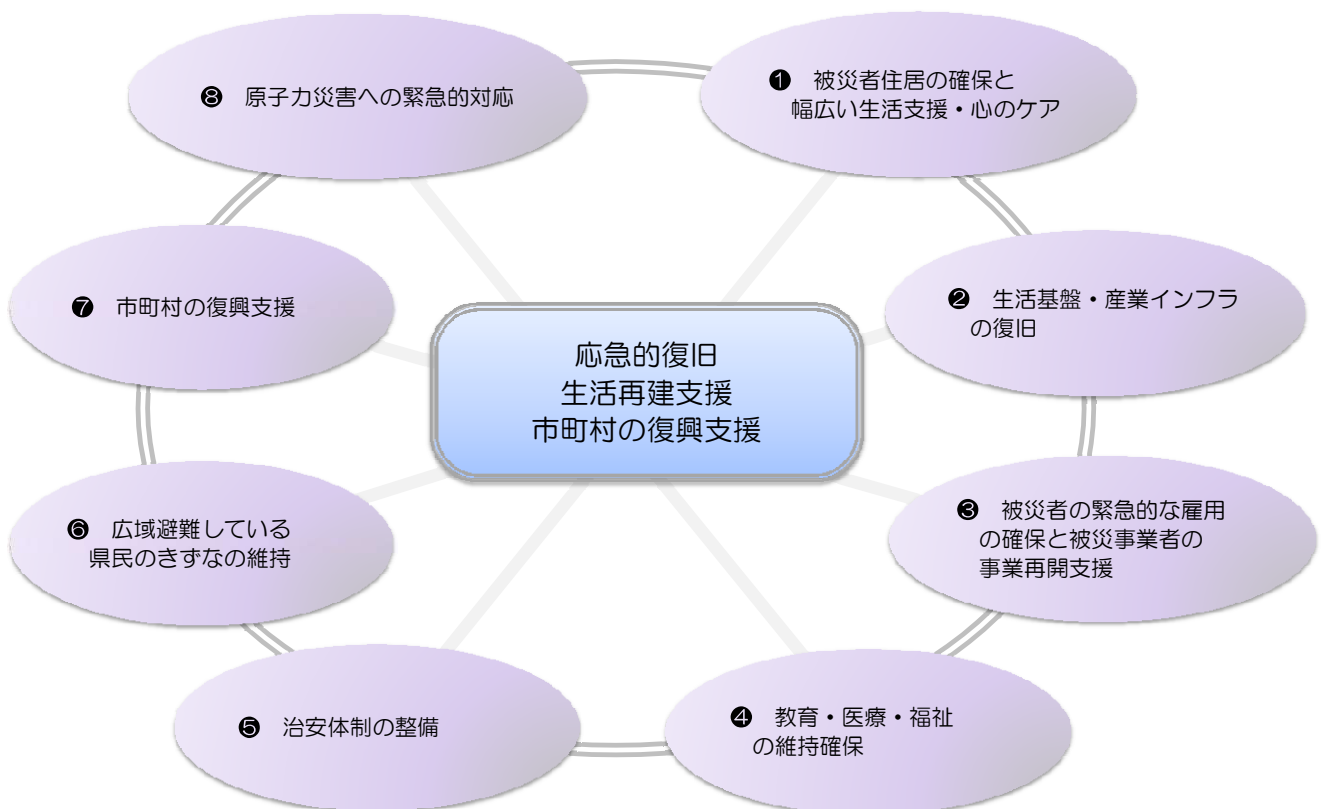 応急的復旧
生活再建支援
市町村の復興支援
❶ 被災者住居の確保と
幅広い生活支援・心のケア
❷ 生活基盤・産業インフラ
の復旧
❸ 被災者の緊急的な雇用
の確保と被災事業者の
事業再開支援
❹ 教育・医療・福祉
の維持確保
❺ 治安体制の整備
❻ 広域避難している
県民のきずなの維持
❼ 市町村の復興支援
❽ 原子力災害への緊急的対応